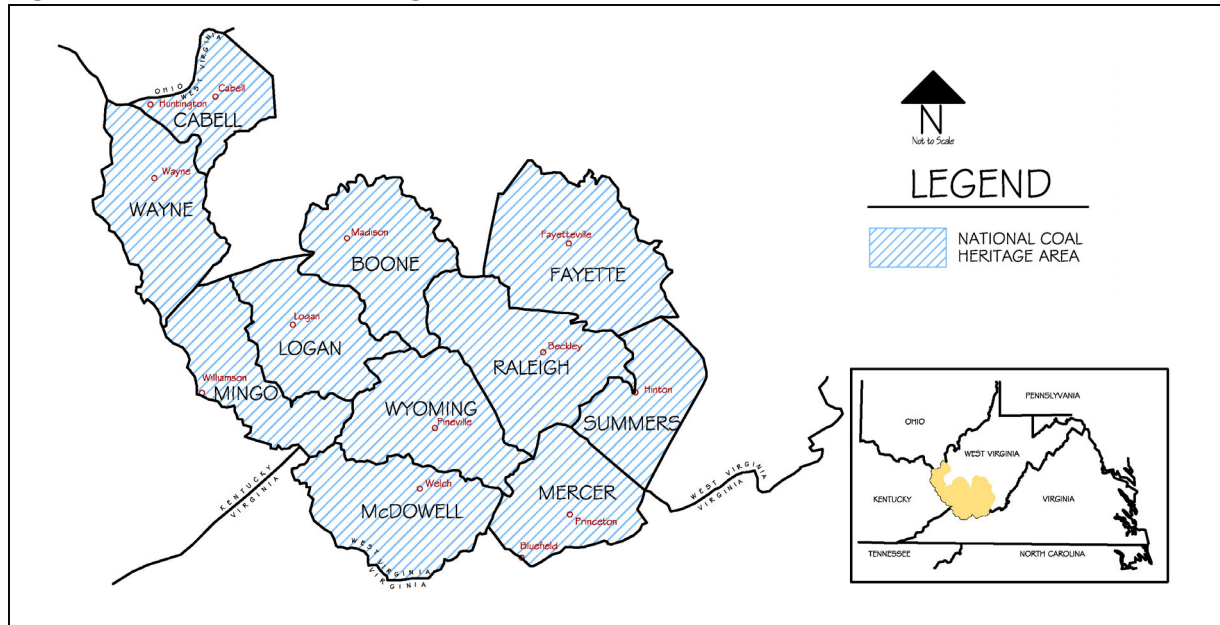 OHIO
WEST VIRGINIA
Cabell
Huntington
CABELL
Wayne
WAYNE
Madison
BOONE
Fayetteville
FAYETTE
Logan
LOGAN
Beckley
RALEIGH
Williamson
MINGO
WYOMING
Pineville
Hinton
SUMMERS
KENTUCKY
VIRGINIA
Welch
McDOWELL
MERCER
Princeton
Bluefield
WEST VIRGINIA
VIRGINIA
WEST VIRGINIA
VIRGINIA
N
Not to Scale
LEGEND
NATIONAL COAL
HERITAGE AREA
PENNSYLVANIA
OHIO
WEST VIRGINIA
KENTUCKY
VIRGINIA
TENNESSEE
NORTH CAROLINA